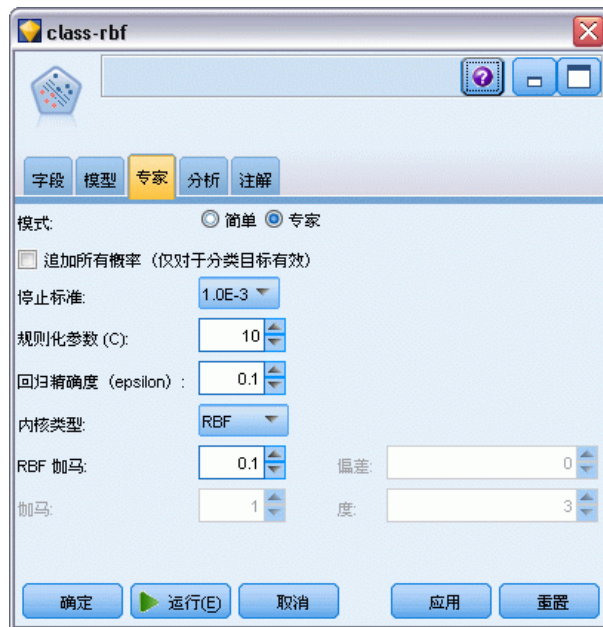 class-rbf
字段 模型 专家 分析 注解
模式: 简单 专家
追加所有概率（仅对于分类目标有效）
停止标准: 1.0E-3
规则化参数 (C): 10
回归精确度（epsilon）: 0.1
内核类型: RBF
RBF 伽马: 0.1 偏差: 0
伽马: 1 度: 3
确定 运行(E) 取消 应用 重置